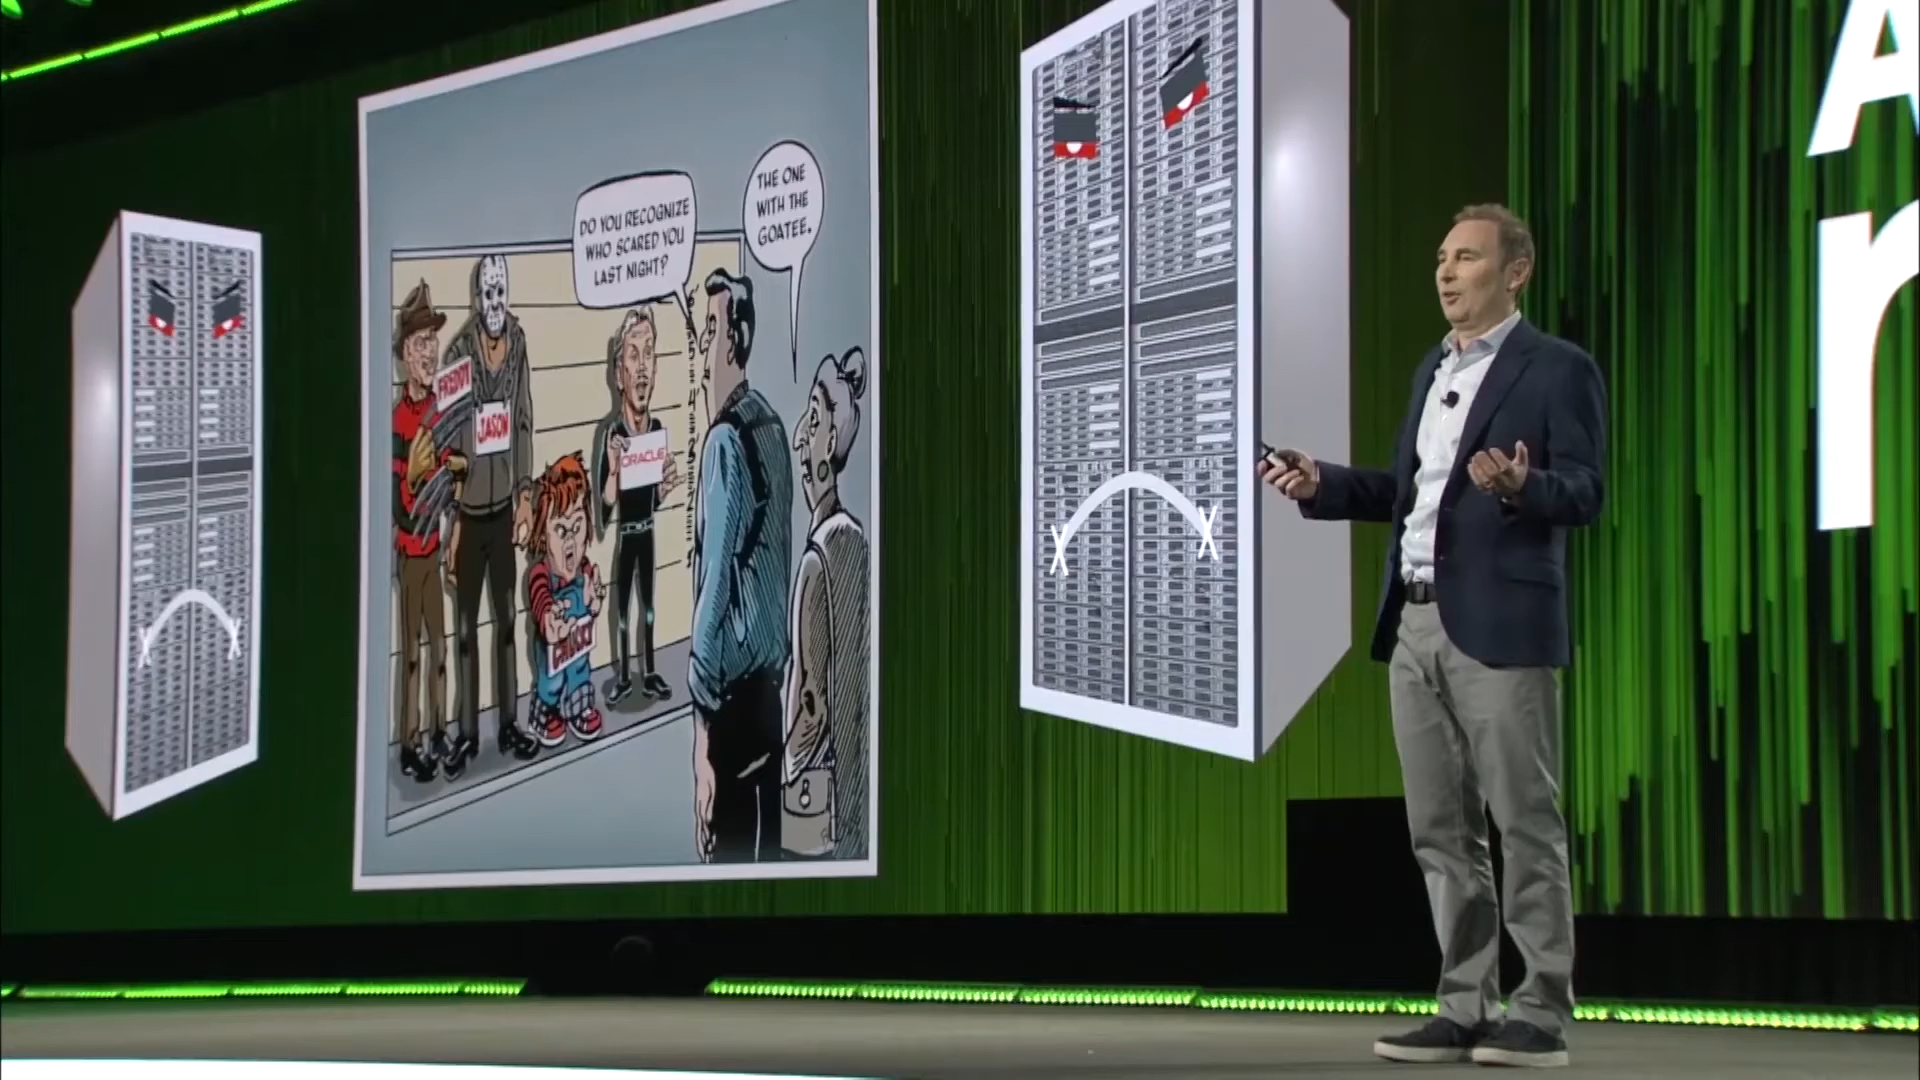 DO YOU RECOGNIZE
WHO SCARED YOU
LAST NIGHT?
THE ONE
WITH THE
GOATEE.
FREDDY
JASON
ORACLE
CHUCKY
A
r